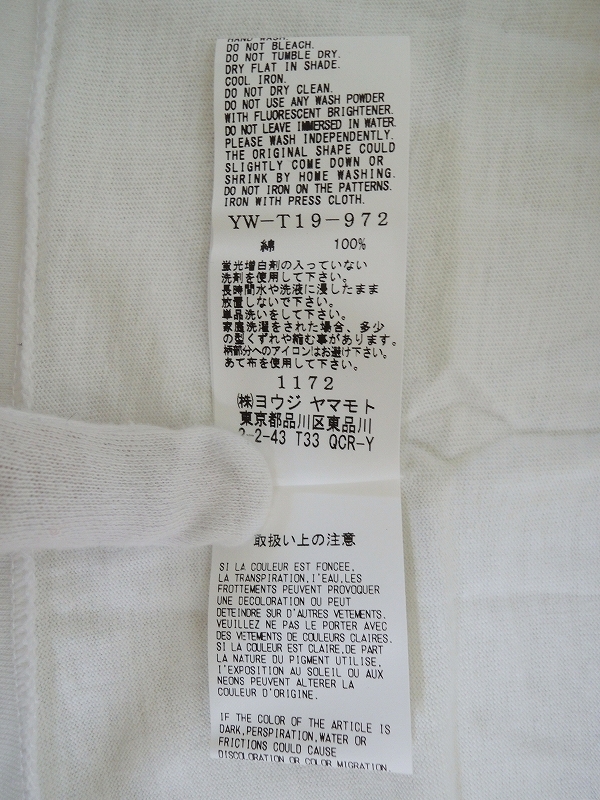 HAND WASH.
DO NOT BLEACH.
DO NOT TUMBLE DRY.
DRY FLAT IN SHADE.
COOL IRON.
DO NOT DRY CLEAN.
DO NOT USE ANY WASH POWDER
WITH FLUORESCENT BRIGHTENER.
DO NOT LEAVE IMMERSED IN WATER.
PLEASE WASH INDEPENDENTLY.
THE ORIGINAL SHAPE COULD
SLIGHTLY COME DOWN OR
SHRINK BY HOME WASHING.
DO NOT IRON ON THE PATTERNS.
IRON WITH PRESS CLOTH.
YW-T19-972
綿 100%
蛍光増白剤の入っていない
洗剤を使用して下さい。
長時間水や洗液に浸したまま
放置しないで下さい。
単品洗いをして下さい。
家庭洗濯をされた場合、多少
の型くずれや縮む事があります。
柄部分へのアイロンはお避け下さい。
あて布を使用して下さい。
1172
㈱ヨウジ ヤマモト
東京都品川区東品川
2-2-43 T33 QCR-Y
取扱い上の注意
SI LA COULEUR EST FONCEE,
LA TRANSPIRATION,l'EAU,LES
FROTTEMENTS PEUVENT PROVOQUER
UNE DECOLORATION OU PEUT
DETEINDRE SUR D'AUTRES VETEMENTS.
VEUILLEZ NE PAS LE PORTER AVEC
DES VETEMENTS DE COULEURS CLAIRES.
SI LA COULEUR EST CLAIRE,DE PART
LA NATURE DU PIGMENT UTILISE,
l'EXPOSITION AU SOLEIL OU AUX
NEONS PEUVENT ALTERER LA
COULEUR D'ORIGINE.
IF THE COLOR OF THE ARTICLE IS
DARK,PERSPIRATION,WATER OR
FRICTIONS COULD CAUSE
DISCOLORATION OR COLOR MIGRATION